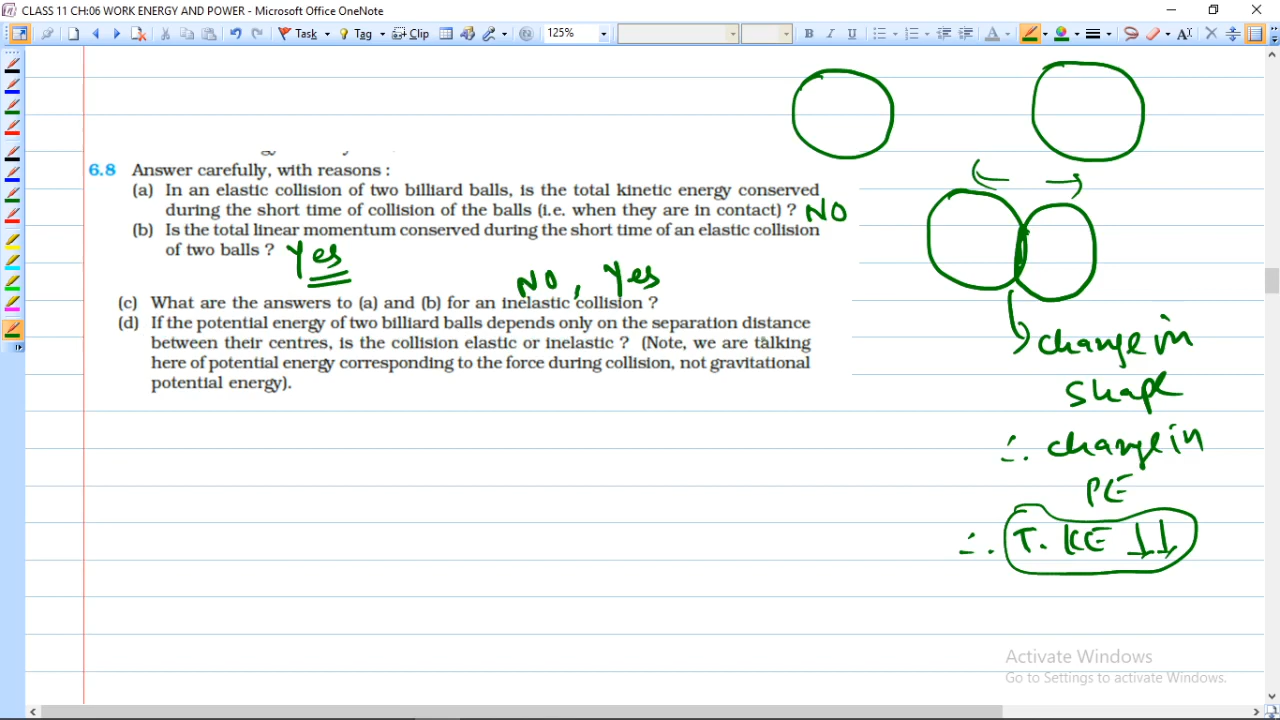 CLASS 11 CH:06 WORK ENERGY AND POWER - Microsoft Office OneNote
Task Tag Clip 125% B I U
6.8 Answer carefully, with reasons :
(a) In an elastic collision of two billiard balls, is the total kinetic energy conserved
during the short time of collision of the balls (i.e. when they are in contact) ? NO
(b) Is the total linear momentum conserved during the short time of an elastic collision
of two balls ? Yes
NO, Yes
(c) What are the answers to (a) and (b) for an inelastic collision ?
(d) If the potential energy of two billiard balls depends only on the separation distance
between their centres, is the collision elastic or inelastic ? (Note, we are talking
here of potential energy corresponding to the force during collision, not gravitational
potential energy).
change in
shape
∴ change in
PE
∴ T. KE ↓↓
Activate Windows
Go to Settings to activate Windows.